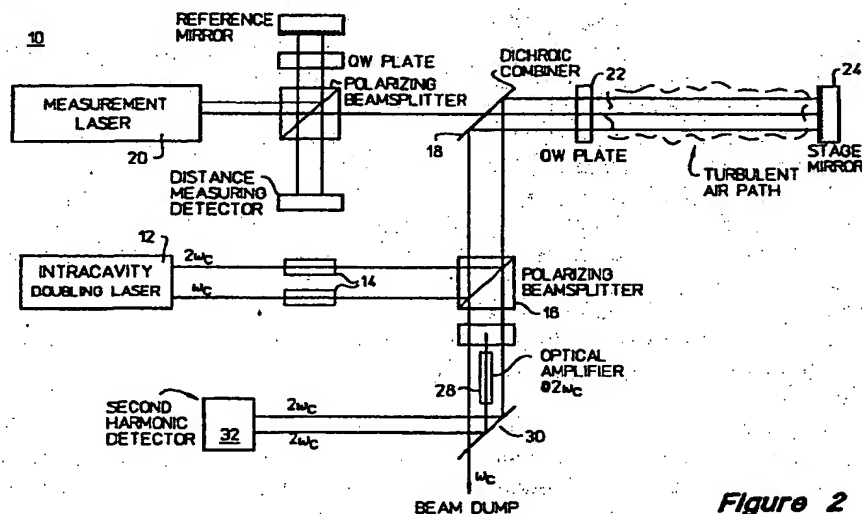 10
REFERENCE
MIRROR
QW PLATE
POLARIZING
BEAMSPLITTER
MEASUREMENT
LASER
20
DISTANCE
MEASURING
DETECTOR
DICHROIC
COMBINER
18
22
QW PLATE
24
STAGE
MIRROR
TURBULENT
AIR PATH
12
INTRACAVITY
DOUBLING LASER
2ωc
ωc
14
POLARIZING
BEAMSPLITTER
18
OPTICAL
AMPLIFIER
@2ωc
28
SECOND
HARMONIC
DETECTOR
32
2ωc
2ωc
30
ωc
BEAM DUMP
Figure 2